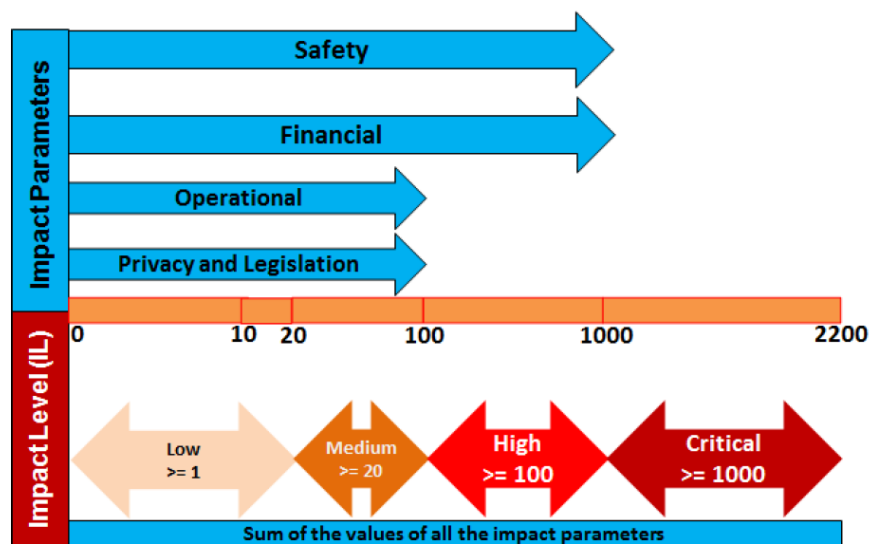 Impact Parameters
Safety
Financial
Operational
Privacy and Legislation
0 10 20 100 1000 2200
Impact Level (IL)
Low
>= 1
Medium
>= 20
High
>= 100
Critical
>= 1000
Sum of the values of all the impact parameters